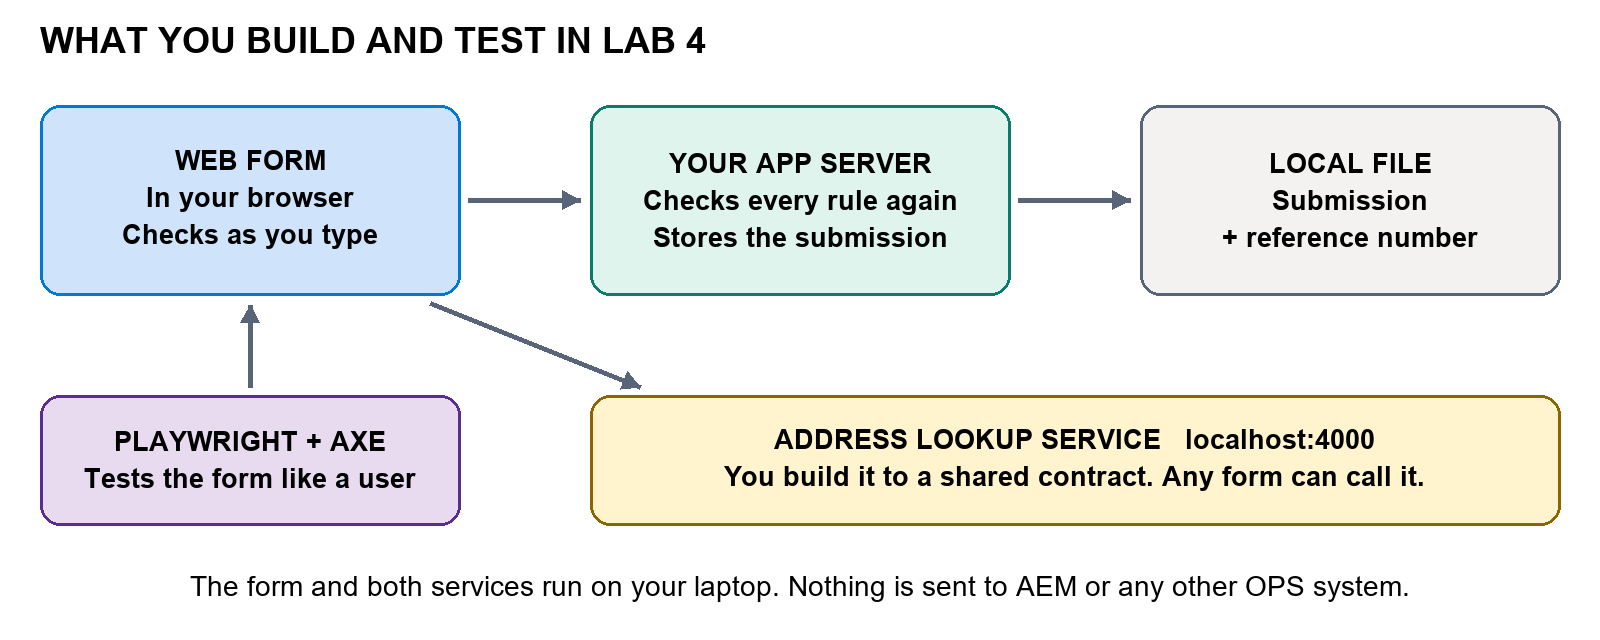 WHAT YOU BUILD AND TEST IN LAB 4
WEB FORM
In your browser
Checks as you type
YOUR APP SERVER
Checks every rule again
Stores the submission
LOCAL FILE
Submission
+ reference number
PLAYWRIGHT + AXE
Tests the form like a user
ADDRESS LOOKUP SERVICE   localhost:4000
You build it to a shared contract. Any form can call it.
The form and both services run on your laptop. Nothing is sent to AEM or any other OPS system.